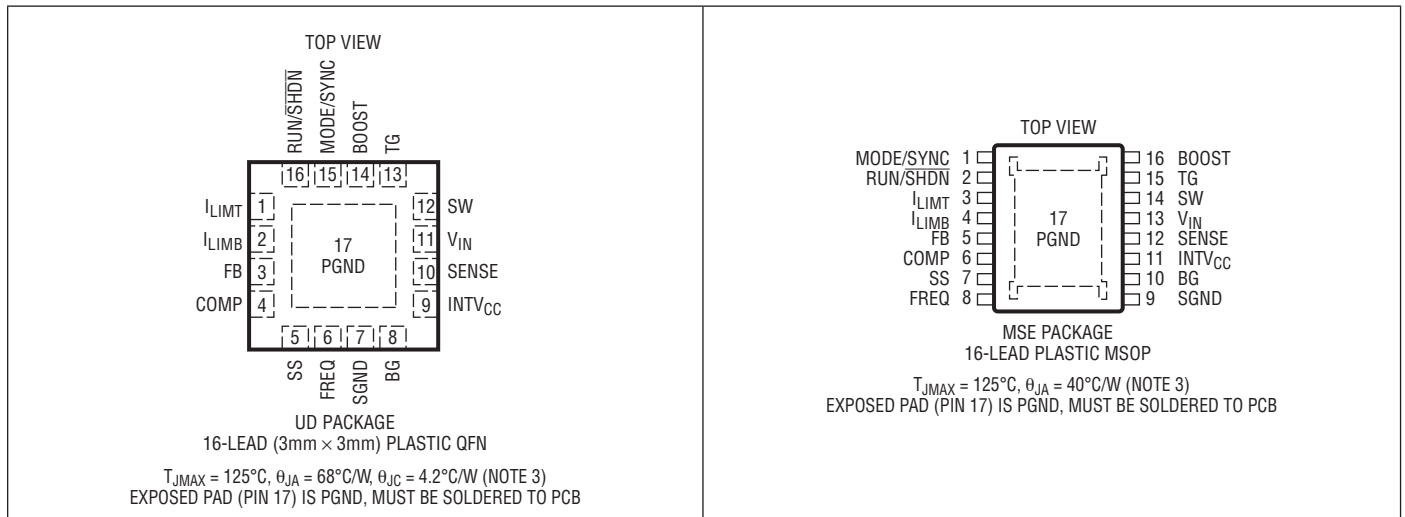 TOP VIEW
RUN/SHDN
MODE/SYNC
BOOST
TG
16 15 14 13
ILIMT 1
ILIMB 2
FB 3
COMP 4
17
PGND
12 SW
11 VIN
10 SENSE
9 INTVCC
5 6 7 8
SS
FREQ
SGND
BG
UD PACKAGE
16-LEAD (3mm × 3mm) PLASTIC QFN
TJMAX = 125°C, θJA = 68°C/W, θJC = 4.2°C/W (NOTE 3)
EXPOSED PAD (PIN 17) IS PGND, MUST BE SOLDERED TO PCB
TOP VIEW
MODE/SYNC 1
RUN/SHDN 2
ILIMT 3
ILIMB 4
FB 5
COMP 6
SS 7
FREQ 8
17
PGND
16 BOOST
15 TG
14 SW
13 VIN
12 SENSE
11 INTVCC
10 BG
9 SGND
MSE PACKAGE
16-LEAD PLASTIC MSOP
TJMAX = 125°C, θJA = 40°C/W (NOTE 3)
EXPOSED PAD (PIN 17) IS PGND, MUST BE SOLDERED TO PCB